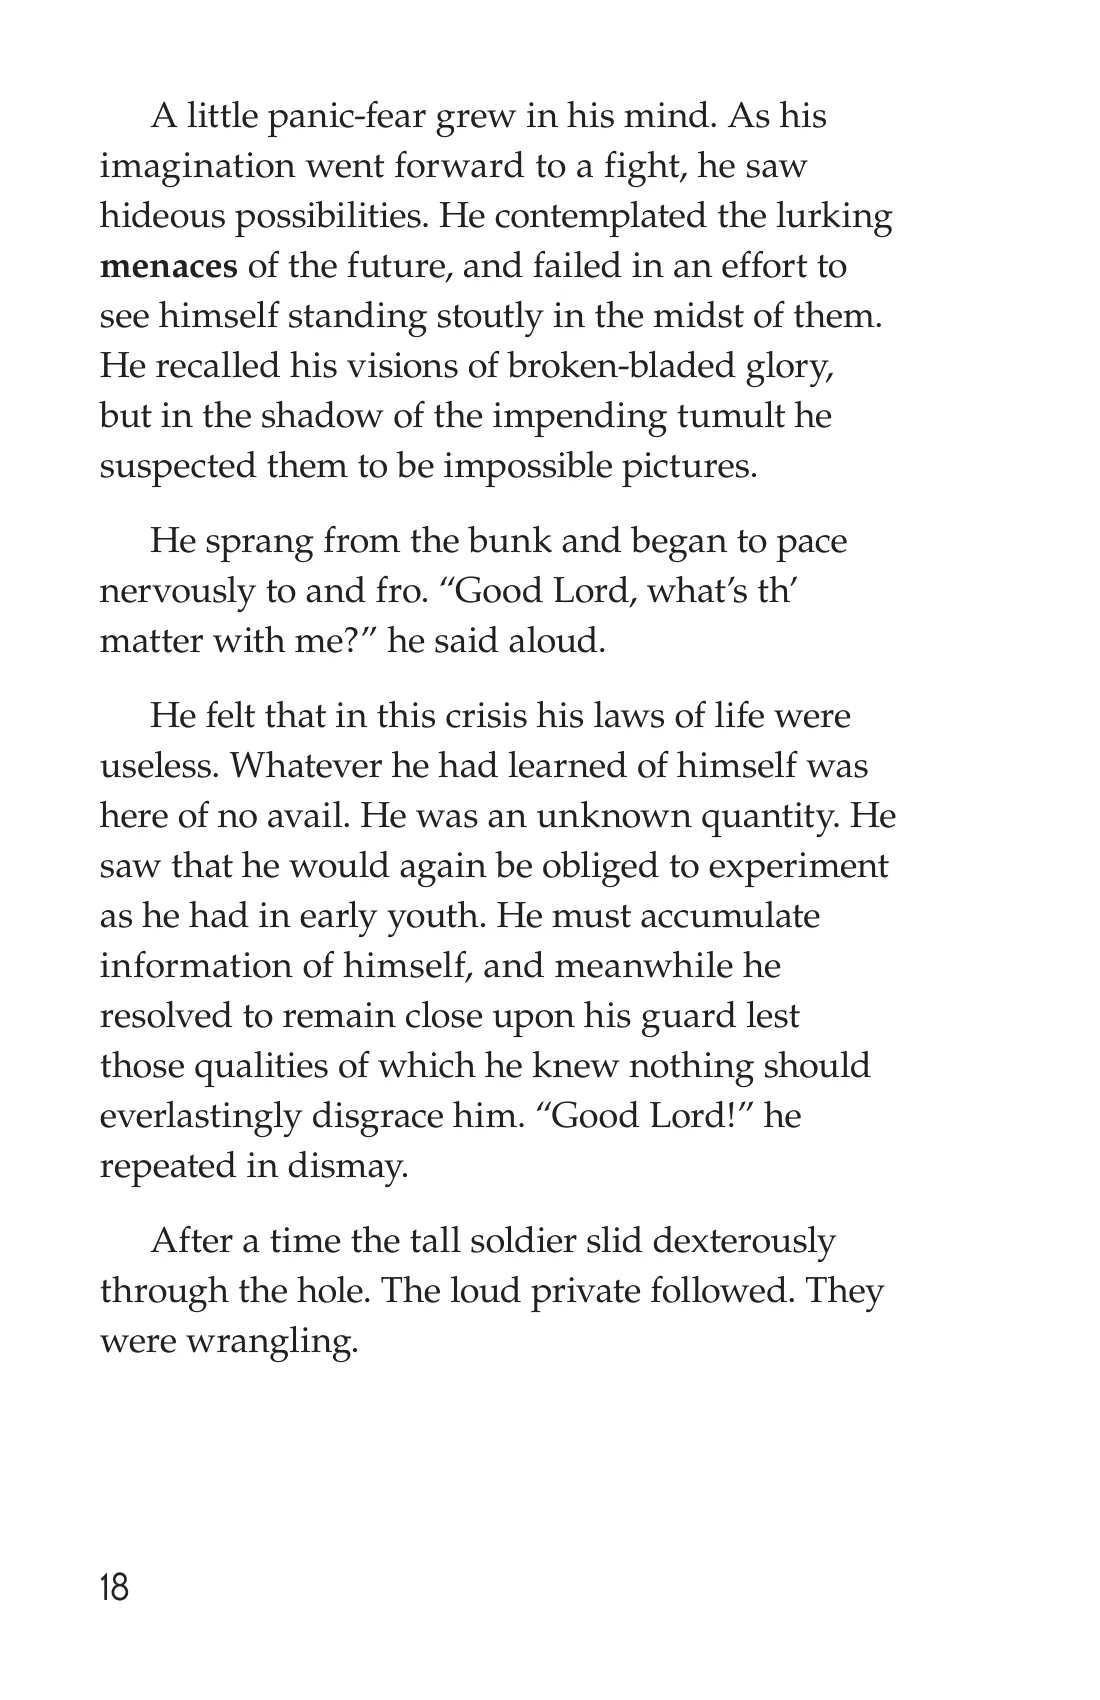 A little panic-fear grew in his mind. As his
imagination went forward to a fight, he saw
hideous possibilities. He contemplated the lurking
menaces of the future, and failed in an effort to
see himself standing stoutly in the midst of them.
He recalled his visions of broken-bladed glory,
but in the shadow of the impending tumult he
suspected them to be impossible pictures.
He sprang from the bunk and began to pace
nervously to and fro. “Good Lord, what’s th’
matter with me?” he said aloud.
He felt that in this crisis his laws of life were
useless. Whatever he had learned of himself was
here of no avail. He was an unknown quantity. He
saw that he would again be obliged to experiment
as he had in early youth. He must accumulate
information of himself, and meanwhile he
resolved to remain close upon his guard lest
those qualities of which he knew nothing should
everlastingly disgrace him. “Good Lord!” he
repeated in dismay.
After a time the tall soldier slid dexterously
through the hole. The loud private followed. They
were wrangling.
18